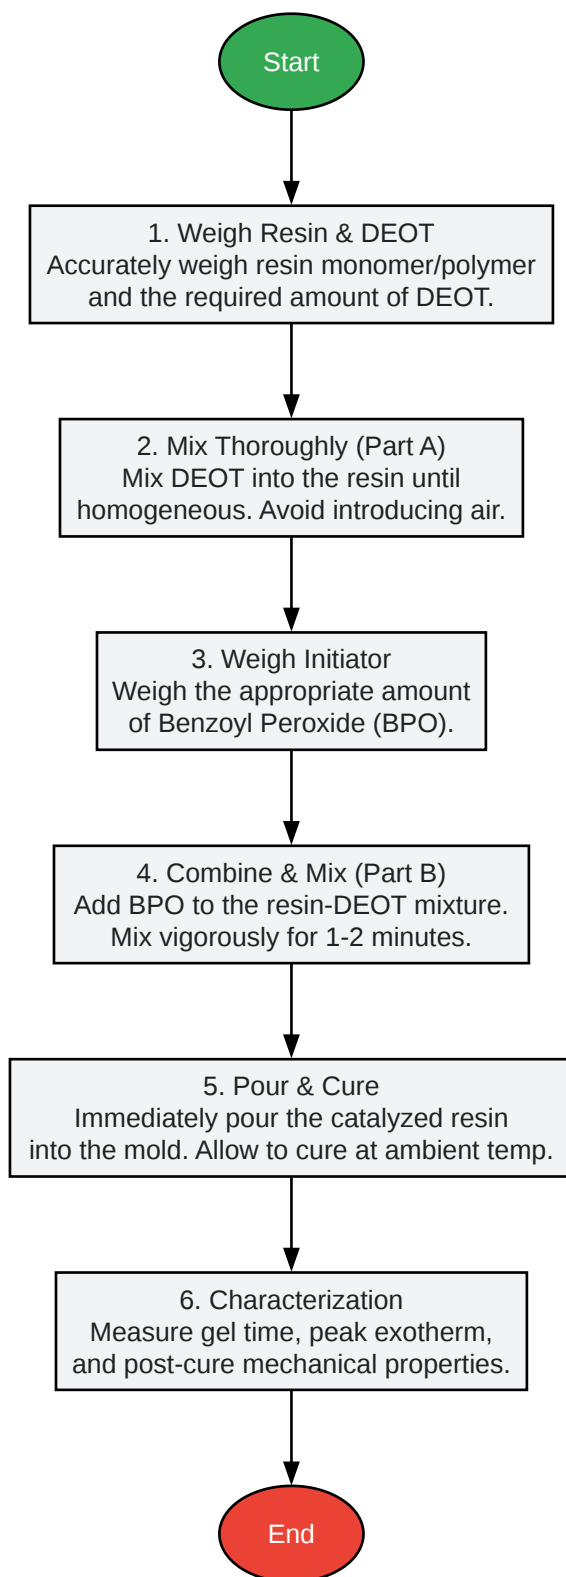 Start
1. Weigh Resin & DEOT
Accurately weigh resin monomer/polymer
and the required amount of DEOT.
2. Mix Thoroughly (Part A)
Mix DEOT into the resin until
homogeneous. Avoid introducing air.
3. Weigh Initiator
Weigh the appropriate amount
of Benzoyl Peroxide (BPO).
4. Combine & Mix (Part B)
Add BPO to the resin-DEOT mixture.
Mix vigorously for 1-2 minutes.
5. Pour & Cure
Immediately pour the catalyzed resin
into the mold. Allow to cure at ambient temp.
6. Characterization
Measure gel time, peak exotherm,
and post-cure mechanical properties.
End